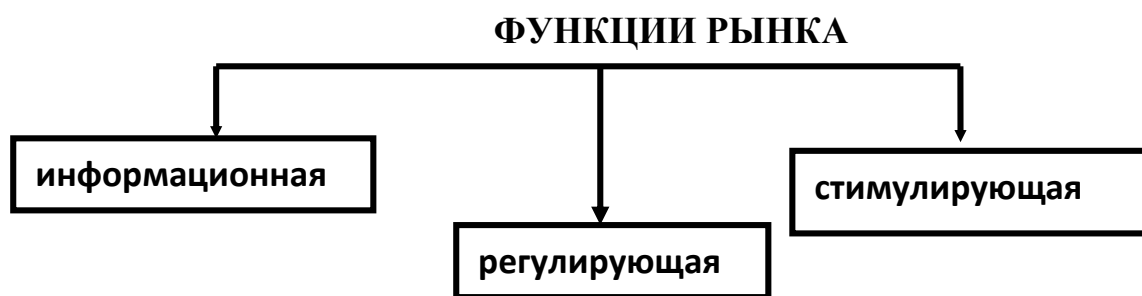 ФУНКЦИИ РЫНКА
информационная
стимулирующая
регулирующая